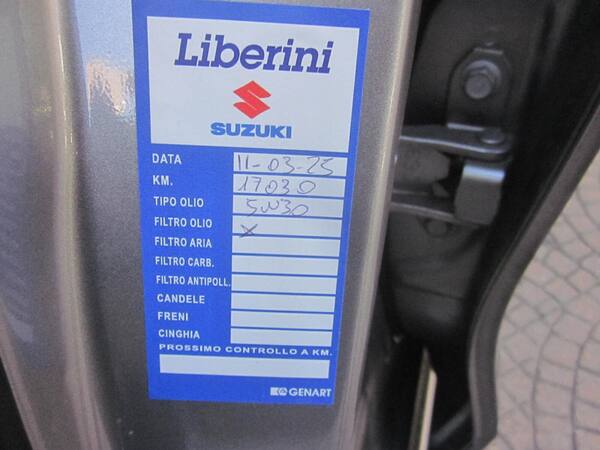 Liberini
SUZUKI
DATA 11-03-25
KM. 17030
TIPO OLIO 5W30
FILTRO OLIO X
FILTRO ARIA
FILTRO CARB.
FILTRO ANTIPOLL.
CANDELE
FRENI
CINGHIA
PROSSIMO CONTROLLO A KM.
GENART